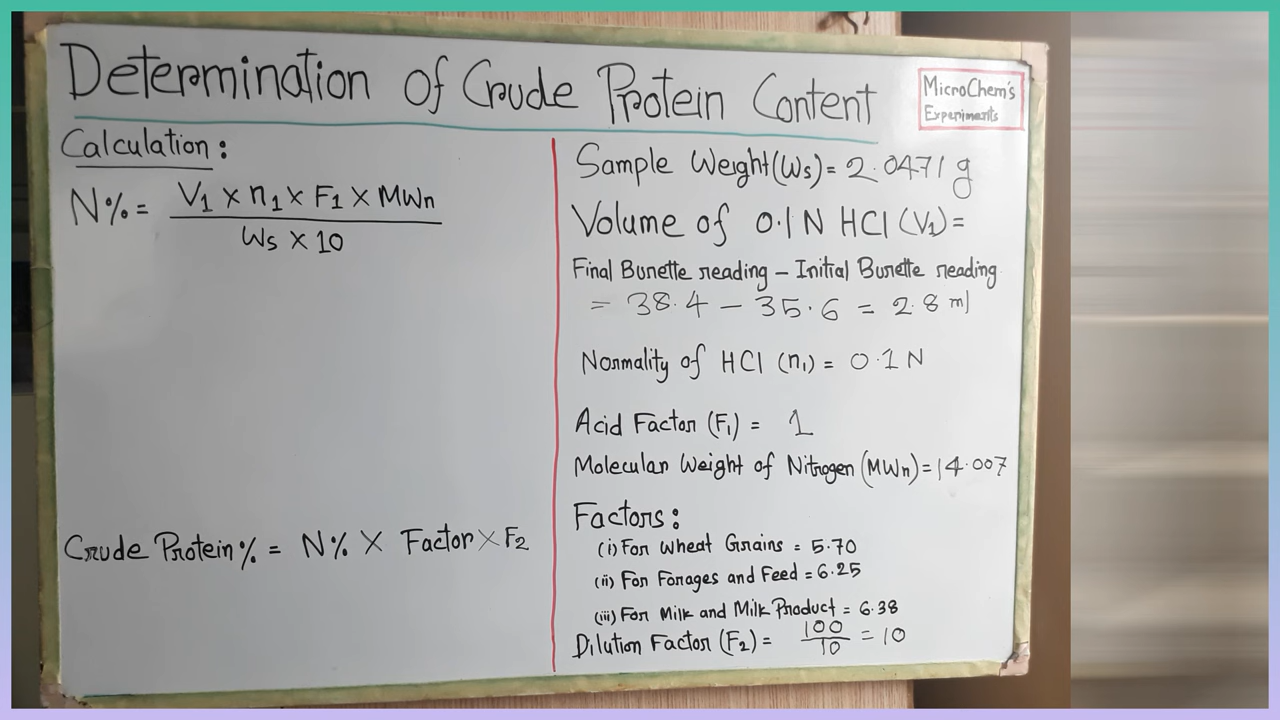 Determination of Crude Protein Content
MicroChem's
Experiments
Calculation:
N% = V1 × n1 × F1 × MWn
Ws × 10
Crude Protein% = N% × Factor × F2
Sample Weight(Ws) = 2.0471 g
Volume of 0.1 N HCl (V1) =
Final Burette reading – Initial Burette reading
= 38.4 – 35.6 = 2.8 ml
Normality of HCl (n1) = 0.1 N
Acid Factor (F1) = 1
Molecular Weight of Nitrogen (MWn) = 14.007
Factors:
(i) For Wheat Grains = 5.70
(ii) For Forages and Feed = 6.25
(iii) For Milk and Milk Product = 6.38
Dilution Factor (F2) = 100/10 = 10